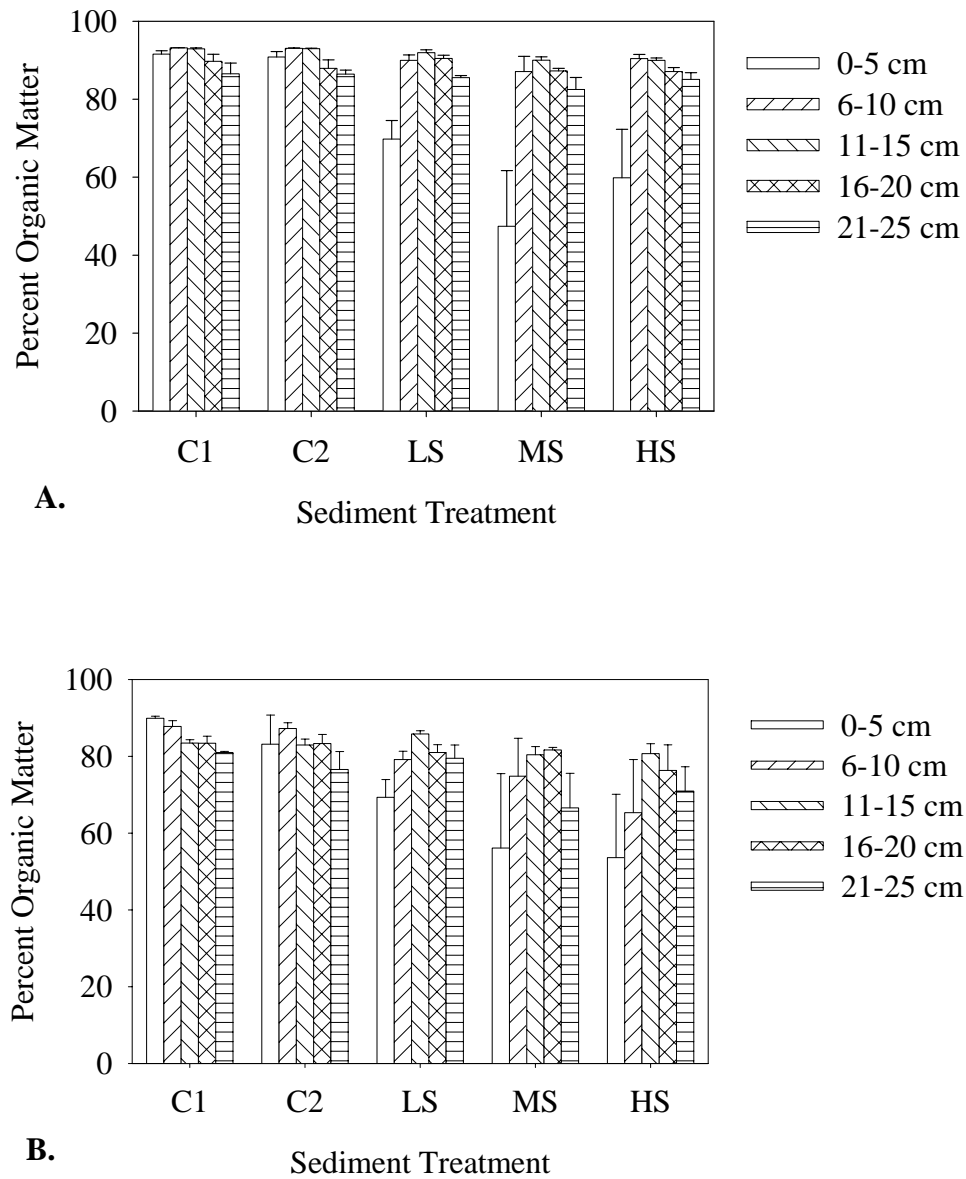 100
80
60
40
20
0
Percent Organic Matter
C1 C2 LS MS HS
Sediment Treatment
0-5 cm
6-10 cm
11-15 cm
16-20 cm
21-25 cm
A.
100
80
60
40
20
0
Percent Organic Matter
C1 C2 LS MS HS
Sediment Treatment
0-5 cm
6-10 cm
11-15 cm
16-20 cm
21-25 cm
B.